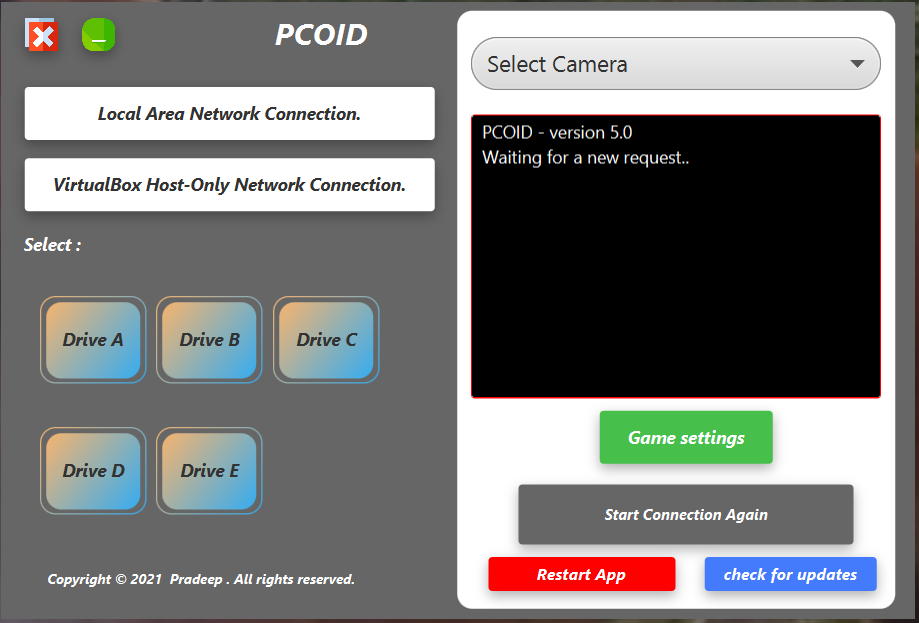 PCOID
Local Area Network Connection.
VirtualBox Host-Only Network Connection.
Select :
Drive A
Drive B
Drive C
Drive D
Drive E
Copyright © 2021 Pradeep . All rights reserved.
Select Camera
PCOID - version 5.0
Waiting for a new request..
Game settings
Start Connection Again
Restart App
check for updates